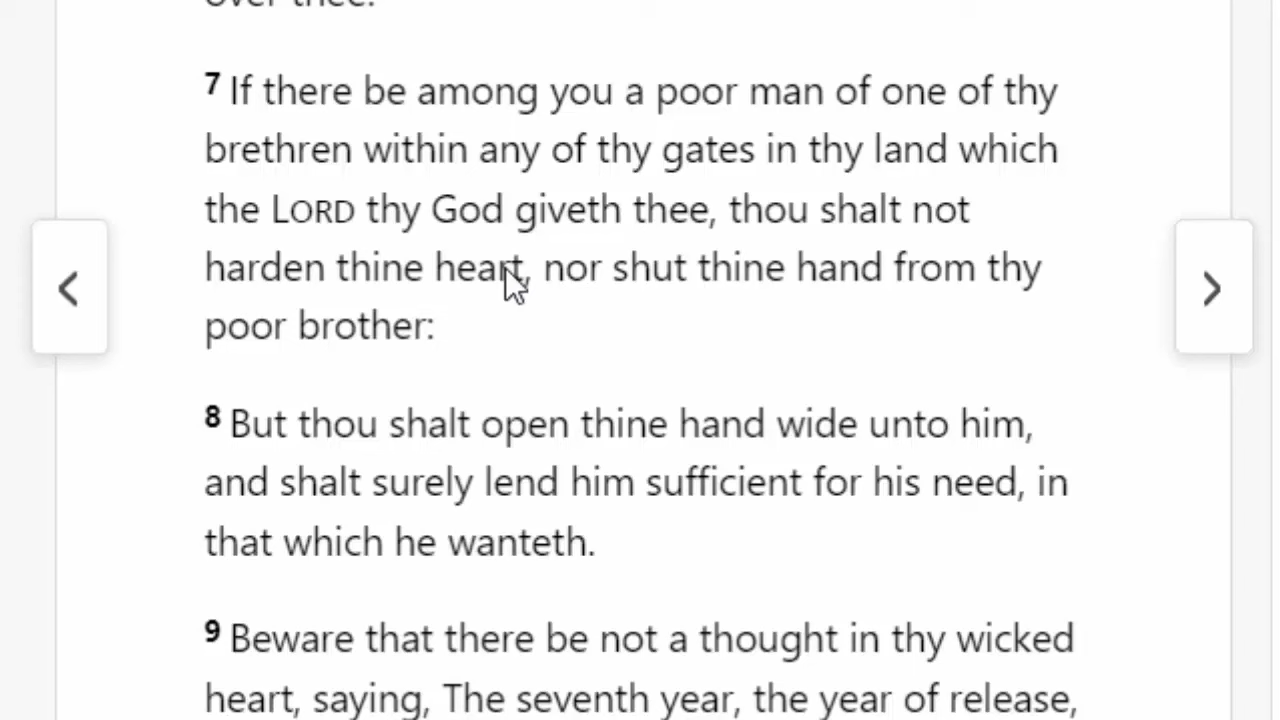 over thee.
7 If there be among you a poor man of one of thy
brethren within any of thy gates in thy land which
the LORD thy God giveth thee, thou shalt not
harden thine heart, nor shut thine hand from thy
poor brother:
8 But thou shalt open thine hand wide unto him,
and shalt surely lend him sufficient for his need, in
that which he wanteth.
9 Beware that there be not a thought in thy wicked
heart, saying, The seventh year, the year of release,